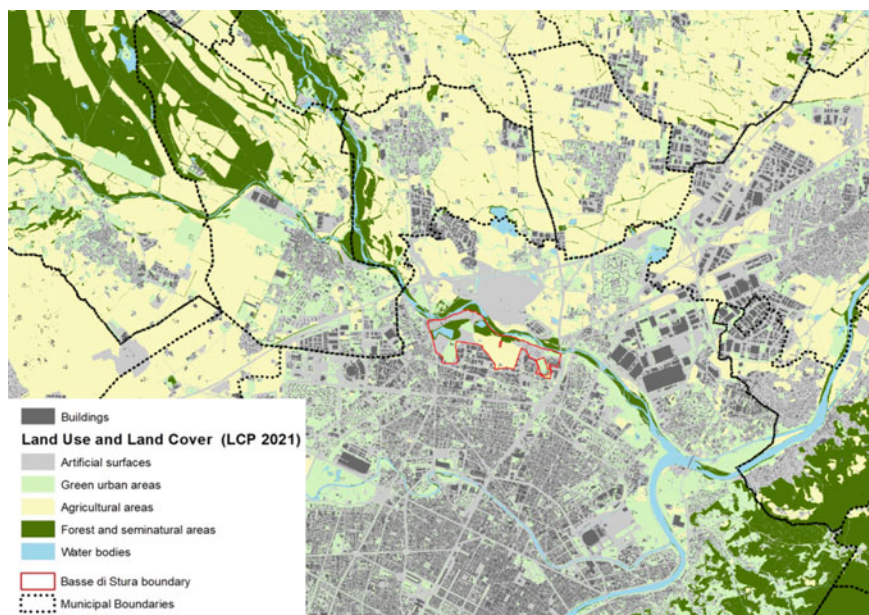 Buildings
Land Use and Land Cover (LCP 2021)
Artificial surfaces
Green urban areas
Agricultural areas
Forest and seminatural areas
Water bodies
Basse di Stura boundary
Municipal Boundaries